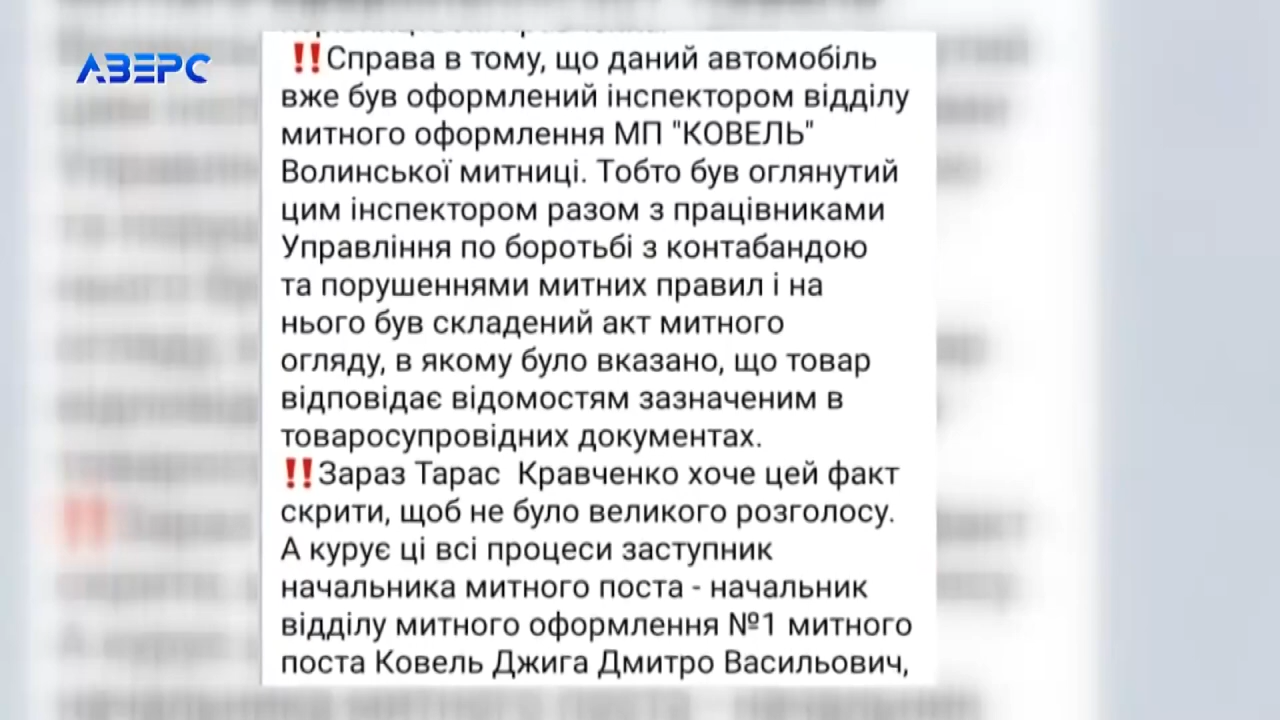 АВЕРС
‼Справа в тому, що даний автомобіль
вже був оформлений інспектором відділу
митного оформлення МП "КОВЕЛЬ"
Волинської митниці. Тобто був оглянутий
цим інспектором разом з працівниками
Управління по боротьбі з контабандою
та порушеннями митних правил і на
нього був складений акт митного
огляду, в якому було вказано, що товар
відповідає відомостям зазначеним в
товаросупровідних документах.
‼Зараз Тарас  Кравченко хоче цей факт
скрити, щоб не було великого розголосу.
А курує ці всі процеси заступник
начальника митного поста - начальник
відділу митного оформлення №1 митного
поста Ковель Джига Дмитро Васильович,